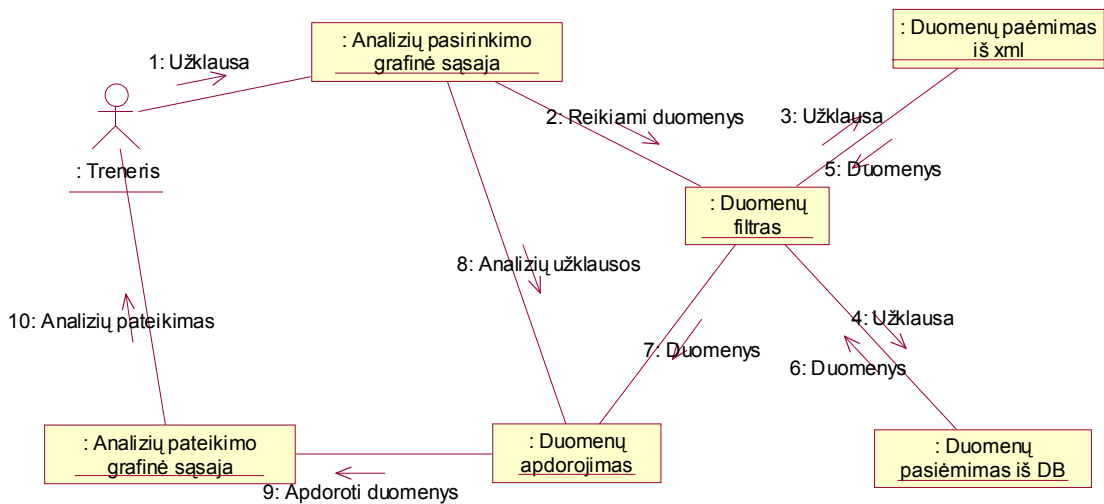 : Analizių pasirinkimo
grafinė sąsaja
: Duomenų paėmimas
iš xml
1: Užklausa
2: Reikiami duomenys
3: Užklausa
5: Duomenys
: Treneris
: Duomenų
filtras
8: Analizių užklausos
10: Analizių pateikimas
4: Užklausa
7: Duomenys
6: Duomenys
: Analizių pateikimo
grafinė sąsaja
: Duomenų
apdorojimas
: Duomenų
pasiėmimas iš DB
9: Apdoroti duomenys